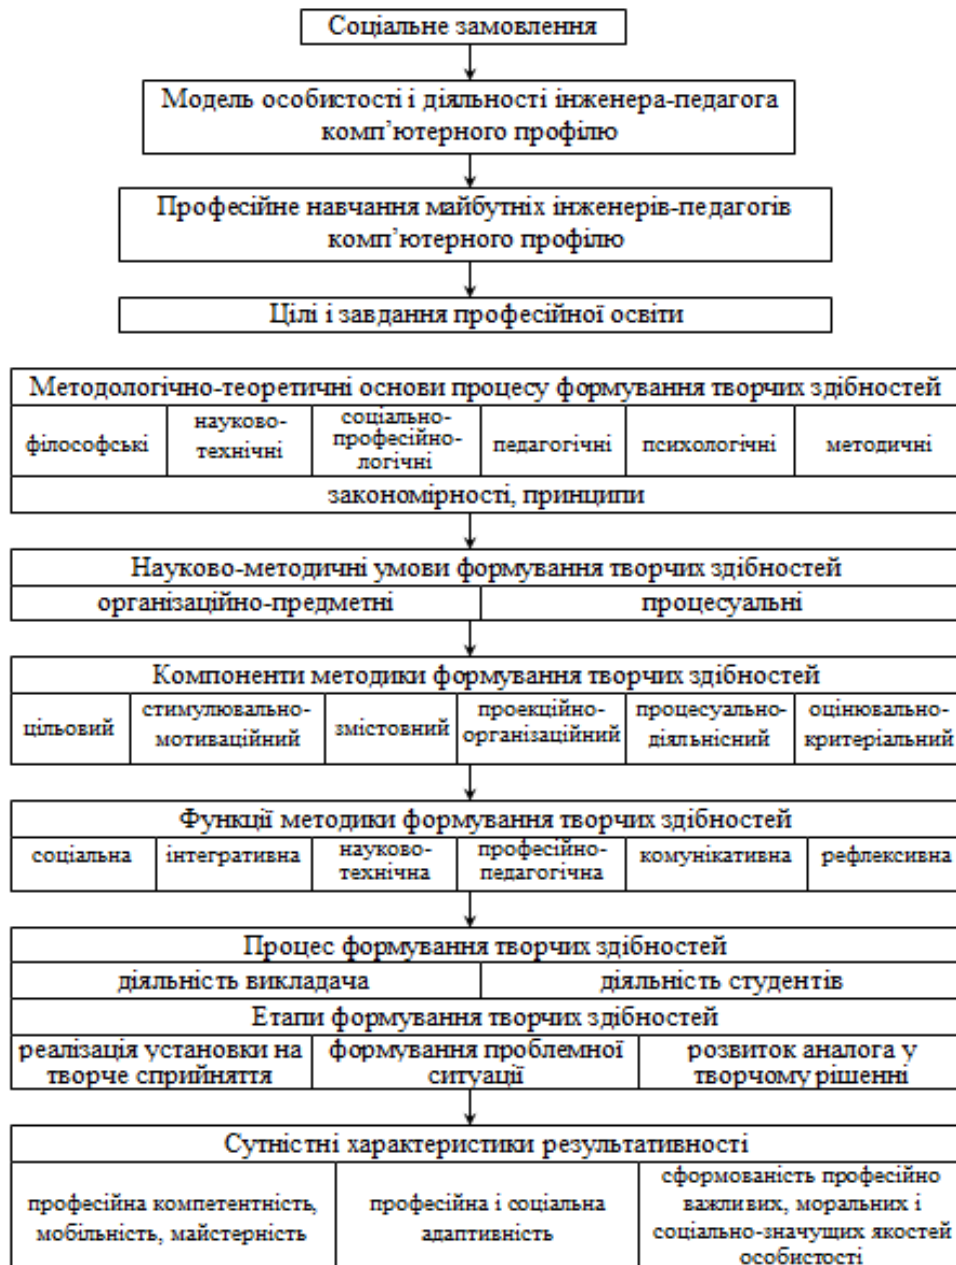 Соціальне замовлення
Модель особистості і діяльності інженера-педагога
комп’ютерного профілю
Професійне навчання майбутніх інженерів-педагогів
комп’ютерного профілю
Цілі і завдання професійної освіти
Методологічно-теоретичні основи процесу формування творчих здібностей
філософські
науково-
технічні
соціально-
професійно-
логічні
педагогічні
психологічні
методичні
закономірності, принципи
Науково-методичні умови формування творчих здібностей
організаційно-предметні
процесуальні
Компоненти методики формування творчих здібностей
цільовий
стимулювально-
мотиваційний
змістовний
проекційно-
організаційний
процесуально-
діяльнісний
оцінювально-
критеріальний
Функції методики формування творчих здібностей
соціальна
інтегративна
науково-
технічна
професійно-
педагогічна
комунікативна
рефлексивна
Процес формування творчих здібностей
діяльність викладача
діяльність студентів
Етапи формування творчих здібностей
реалізація установки на
творче сприйняття
формування проблемної
ситуації
розвиток аналога у
творчому рішенні
Сутністні характеристики результативності
професійна компетентність,
мобільність, майстерність
професійна і соціальна
адаптивність
сформованість професійно
важливих, моральних і
соціально-значущих якостей
особистості